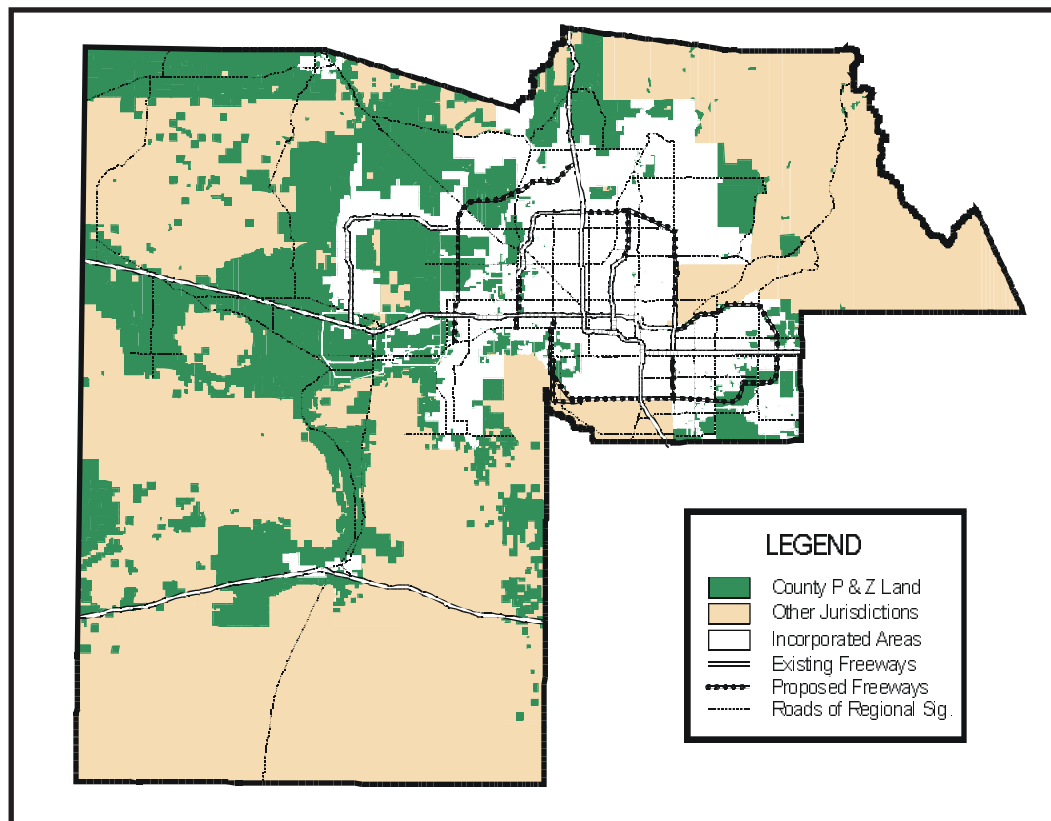 LEGEND
County P & Z Land
Other Jurisdictions
Incorporated Areas
Existing Freeways
Proposed Freeways
Roads of Regional Sig.